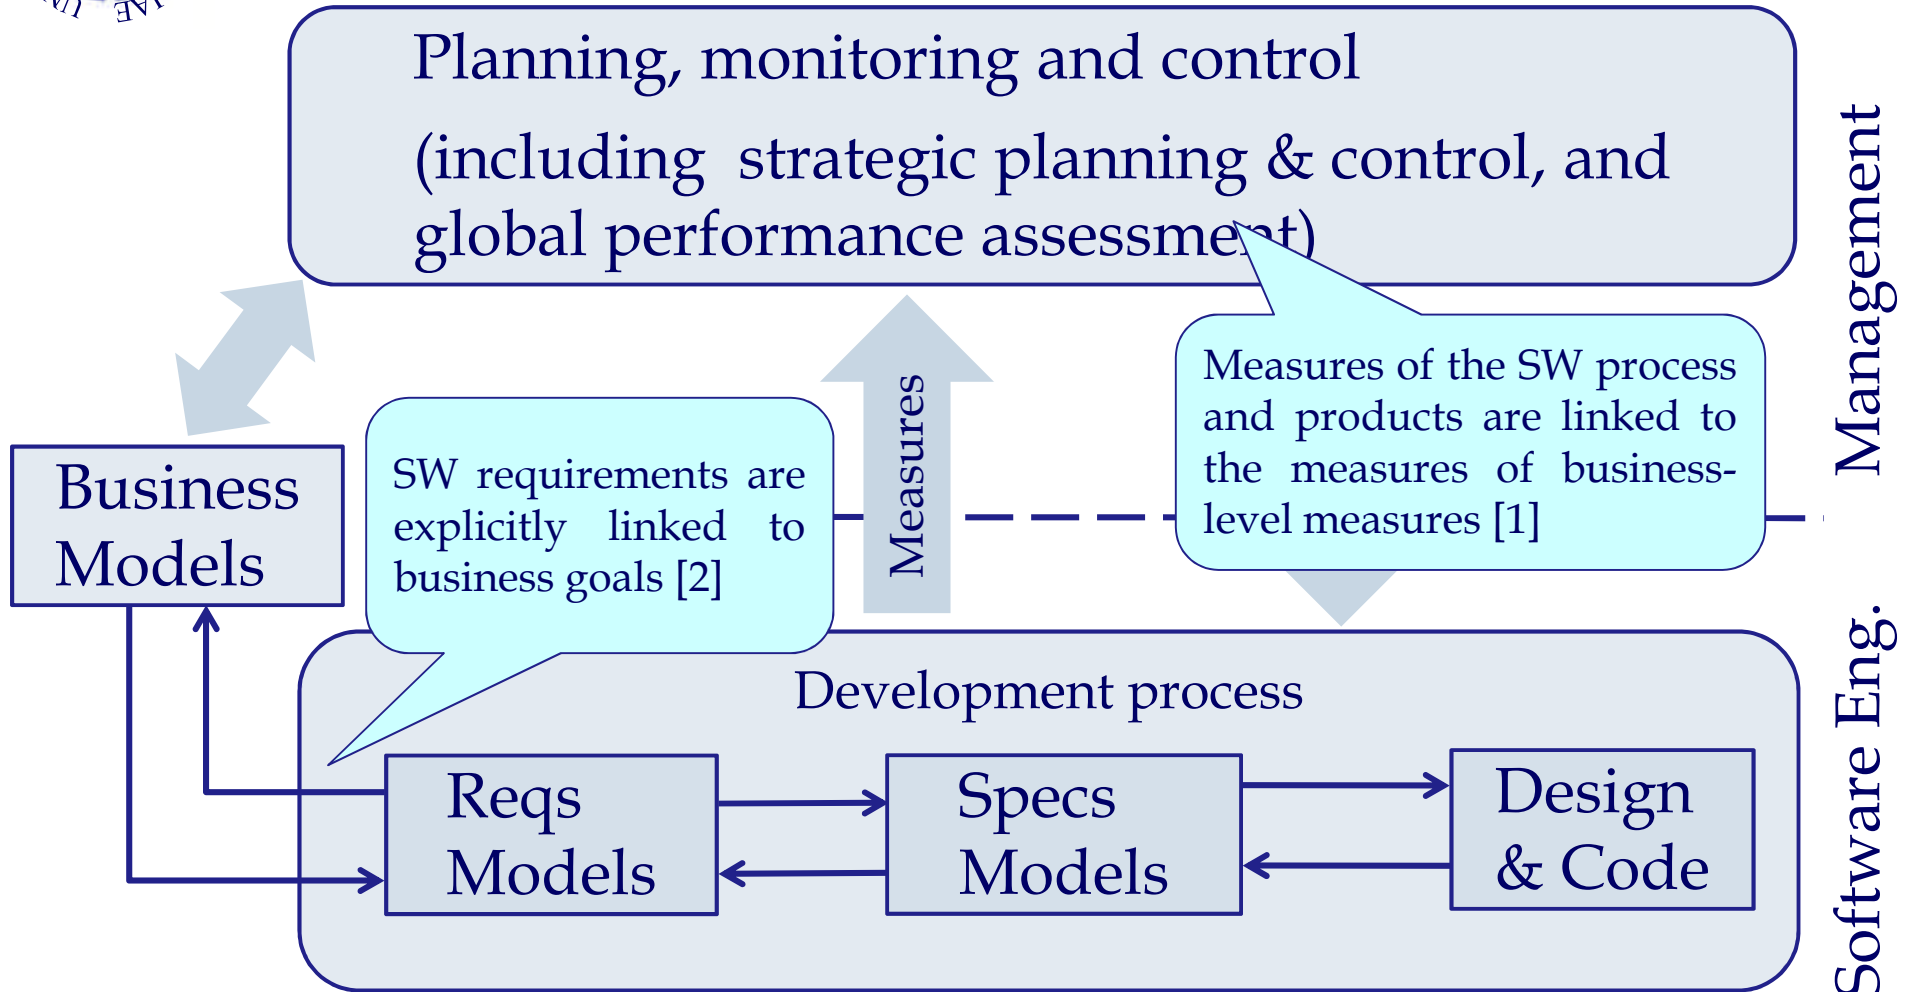 Planning, monitoring and control
(including strategic planning & control, and
global performance assessment)
Management
Measures of the SW process
and products are linked to
the measures of business-
level measures [1]
Measures
SW requirements are
explicitly linked to
business goals [2]
Business
Models
Software Eng.
Development process
Reqs
Models
Specs
Models
Design
& Code